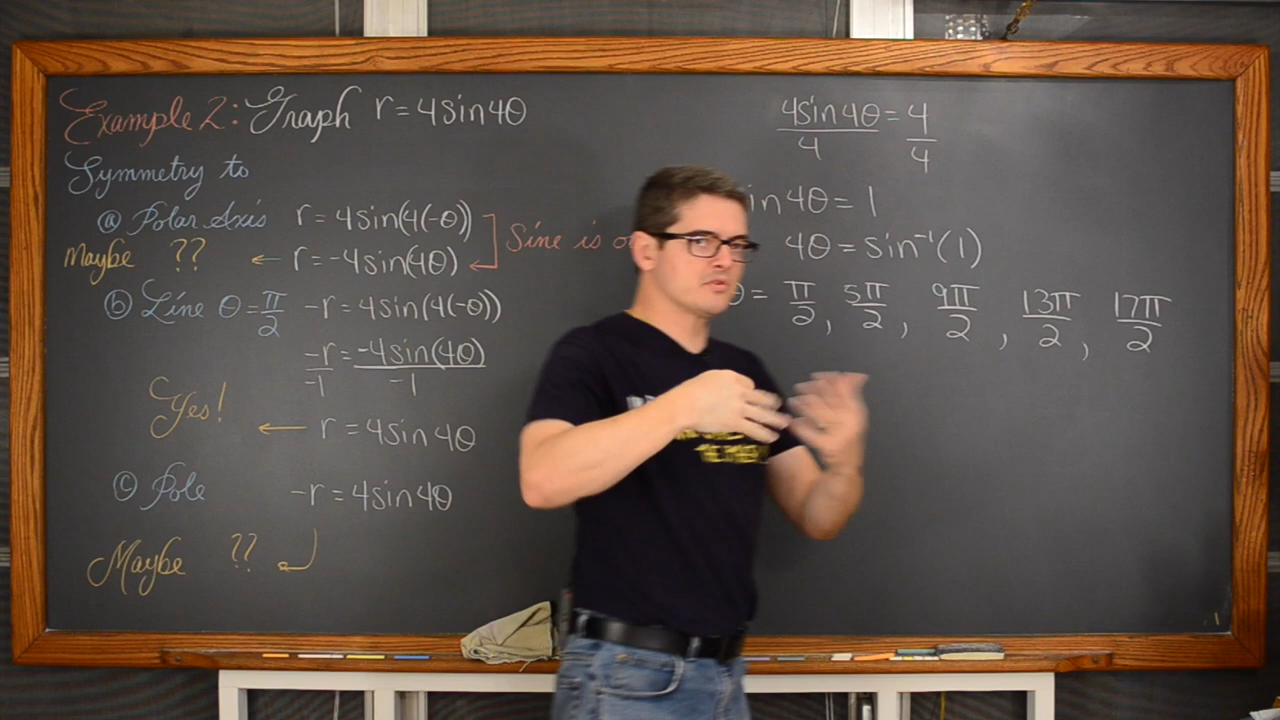 Example 2: Graph r = 4sin4θ
Symmetry to
ⓐ Polar Axis r = 4sin(4(-θ))
Maybe ?? ← r = -4sin(4θ)
Sine is
ⓑ Line θ = π/2 -r = 4sin(4(-θ))
-r/-1 = -4sin(4θ)/-1
Yes! ← r = 4sin4θ
ⓒ Pole -r = 4sin4θ
Maybe ??
4sin4θ/4 = 4/4
in4θ = 1
4θ = sin⁻¹(1)
θ = π/2, 5π/2, 9π/2, 13π/2, 17π/2